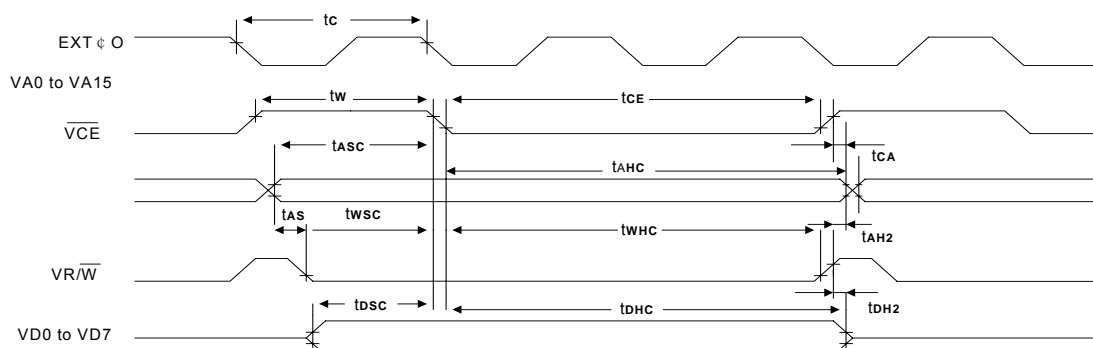 tC
EXT ¢ O
VA0 to VA15
tW
tCE
VCE
tASC
tCA
tAHC
tAS
tWSC
tWHC
tAH2
VR/W
tDSC
tDHC
tDH2
VD0 to VD7